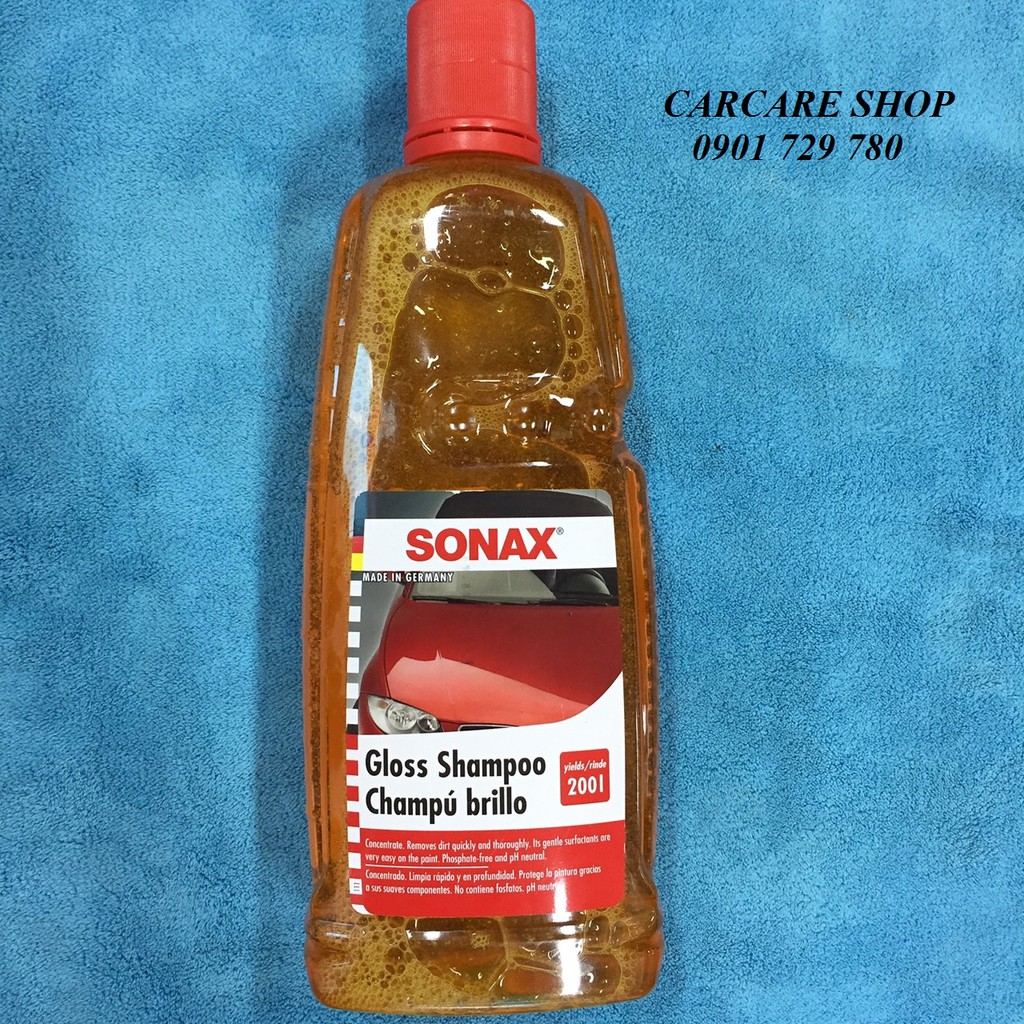 CARCARE SHOP
0901 729 780
SONAX®
MADE IN GERMANY
Gloss Shampoo
Champú brillo
yields/rinde
200 l
Concentrate. Removes dirt quickly and thoroughly. Its gentle surfactants are
very easy on the paint. Phosphate-free and pH neutral.
Concentrado. Limpia rápido y en profundidad. Protege la pintura gracias
a sus suaves componentes. No contiene fosfatos. pH